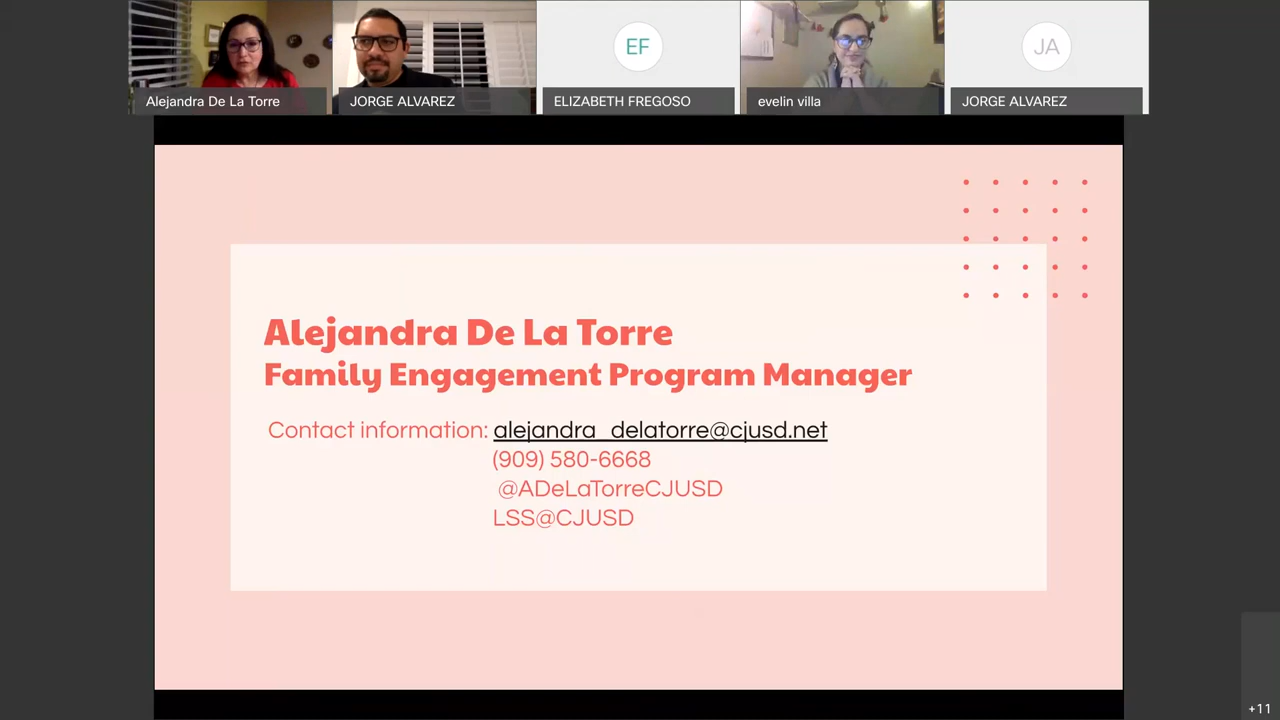 Alejandra De La Torre
JORGE ALVAREZ
EF
ELIZABETH FREGOSO
evelin villa
JA
JORGE ALVAREZ
Alejandra De La Torre
Family Engagement Program Manager
Contact information: alejandra_delatorre@cjusd.net
(909) 580-6668
@ADeLaTorreCJUSD
LSS@CJUSD
+11